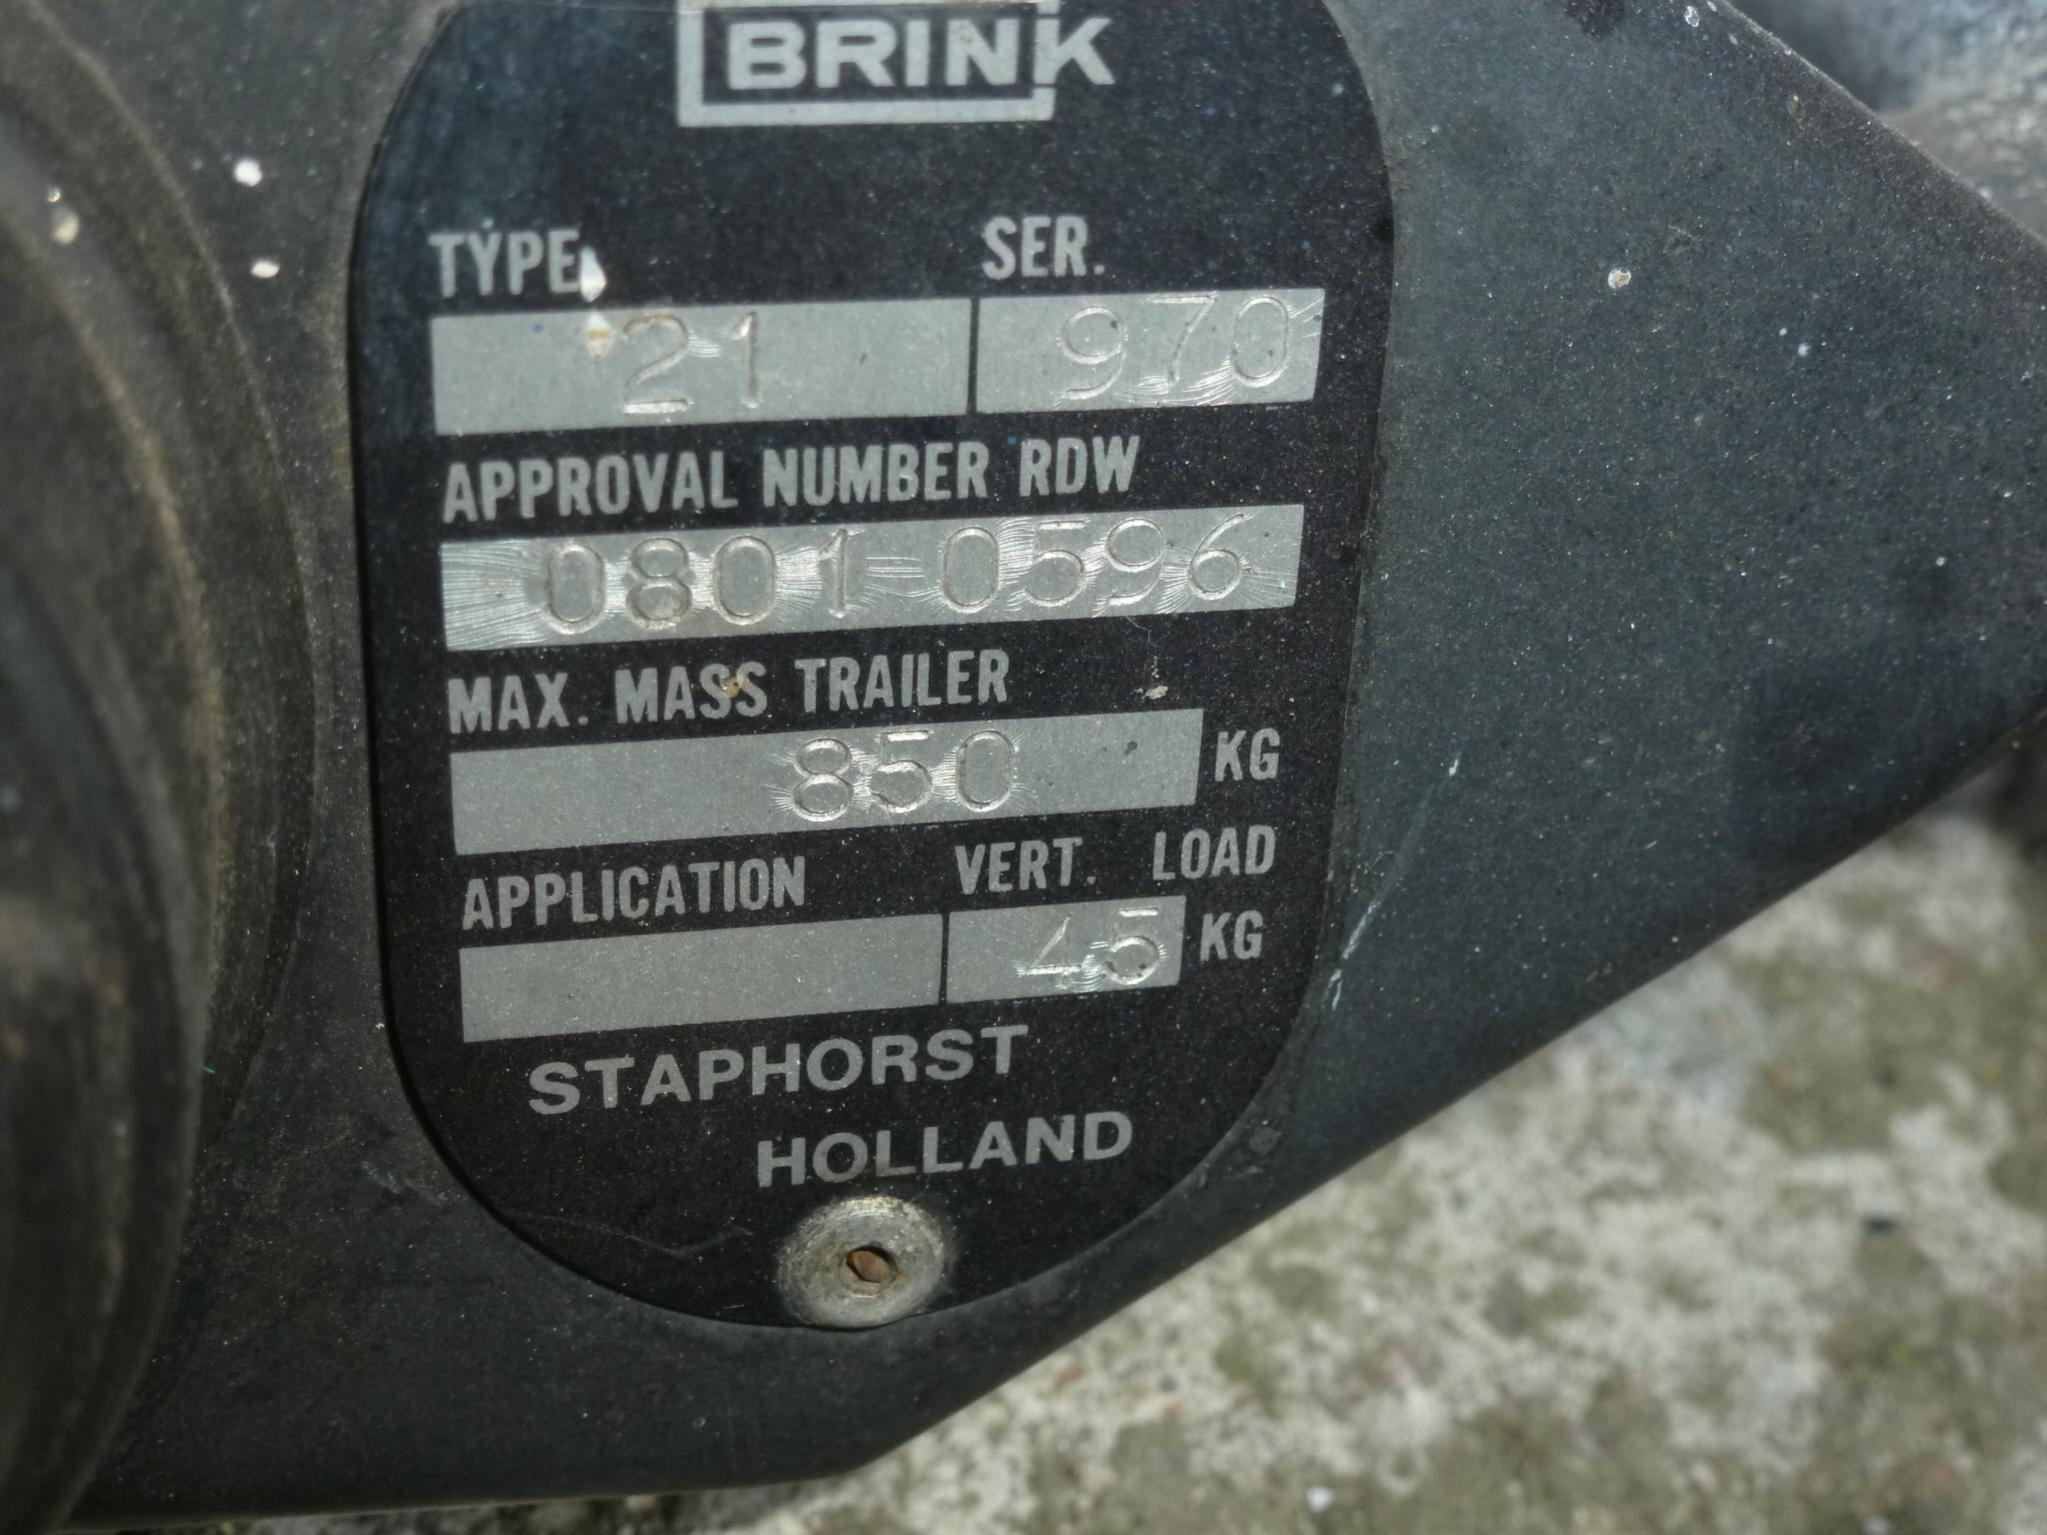 BRINK
TYPE SER.
21 970
APPROVAL NUMBER RDW
0801 0596
MAX. MASS TRAILER
850 KG
APPLICATION VERT. LOAD
45 KG
STAPHORST
HOLLAND